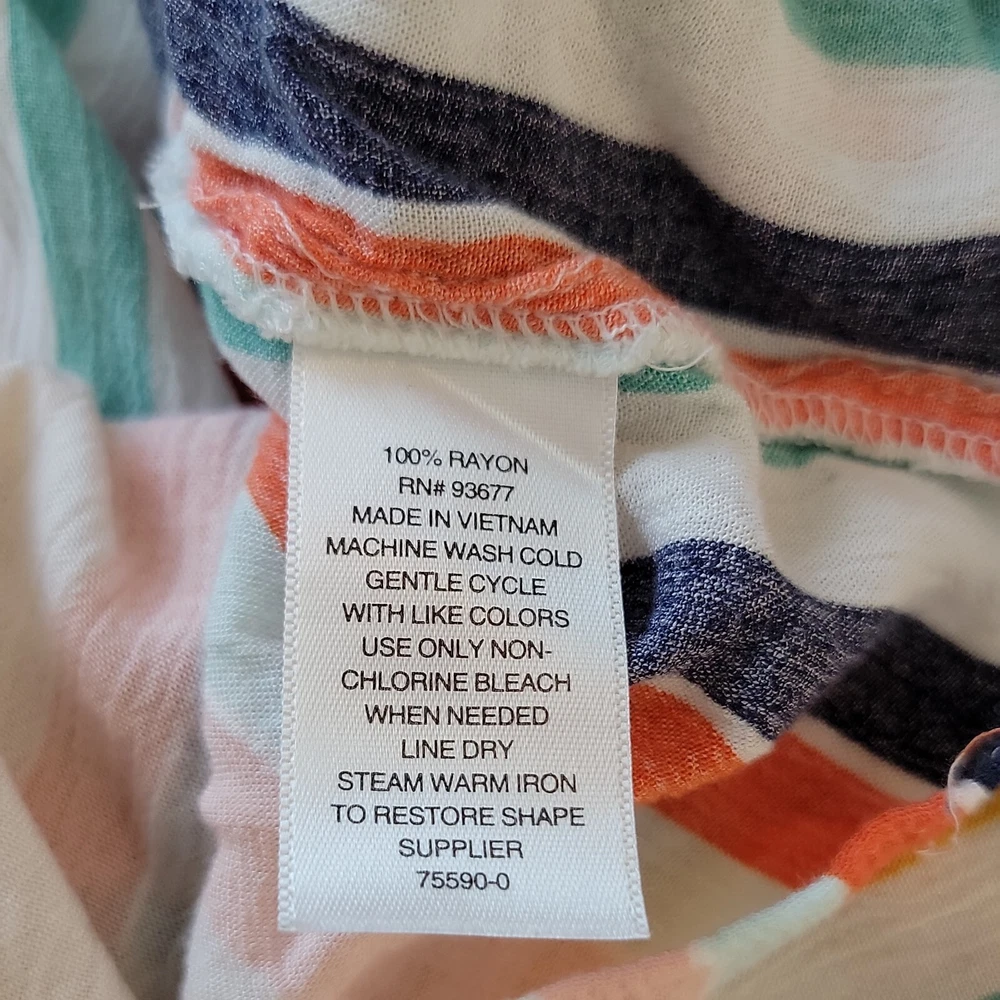 100% RAYON
RN# 93677
MADE IN VIETNAM
MACHINE WASH COLD
GENTLE CYCLE
WITH LIKE COLORS
USE ONLY NON-
CHLORINE BLEACH
WHEN NEEDED
LINE DRY
STEAM WARM IRON
TO RESTORE SHAPE
SUPPLIER
75590-0